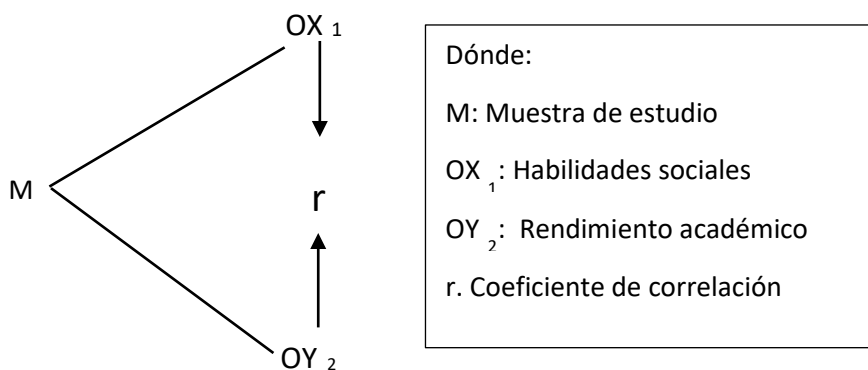 OX 1
M
r
OY 2
Dónde:
M: Muestra de estudio
OX 1: Habilidades sociales
OY 2: Rendimiento académico
r. Coeficiente de correlación